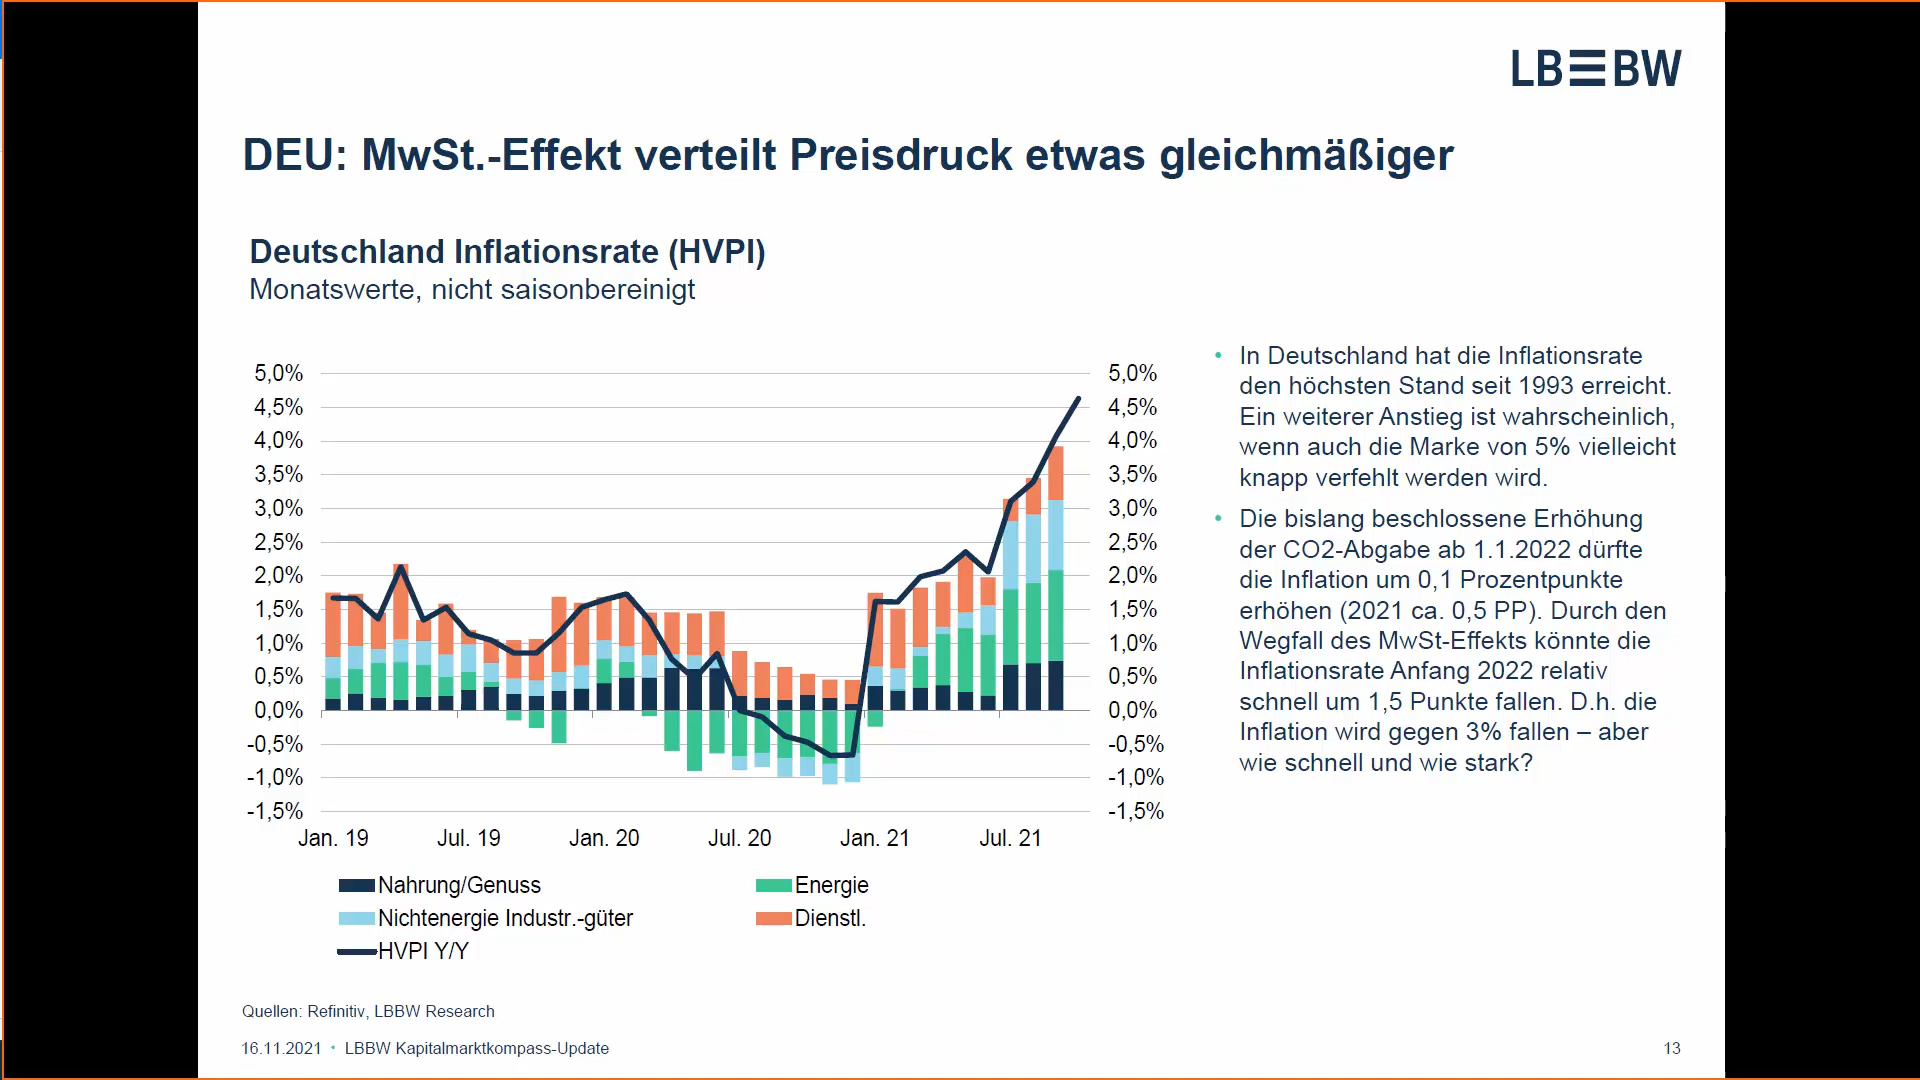 LBBW
DEU: MwSt.-Effekt verteilt Preisdruck etwas gleichmäßiger
Deutschland Inflationsrate (HVPI)
Monatswerte, nicht saisonbereinigt
5,0%
4,5%
4,0%
3,5%
3,0%
2,5%
2,0%
1,5%
1,0%
0,5%
0,0%
-0,5%
-1,0%
-1,5%
5,0%
4,5%
4,0%
3,5%
3,0%
2,5%
2,0%
1,5%
1,0%
0,5%
0,0%
-0,5%
-1,0%
-1,5%
Jan. 19 Jul. 19 Jan. 20 Jul. 20 Jan. 21 Jul. 21
Nahrung/Genuss Energie
Nichtenergie Industr.-güter Dienstl.
HVPI Y/Y
• In Deutschland hat die Inflationsrate
den höchsten Stand seit 1993 erreicht.
Ein weiterer Anstieg ist wahrscheinlich,
wenn auch die Marke von 5% vielleicht
knapp verfehlt werden wird.
• Die bislang beschlossene Erhöhung
der CO2-Abgabe ab 1.1.2022 dürfte
die Inflation um 0,1 Prozentpunkte
erhöhen (2021 ca. 0,5 PP). Durch den
Wegfall des MwSt-Effekts könnte die
Inflationsrate Anfang 2022 relativ
schnell um 1,5 Punkte fallen. D.h. die
Inflation wird gegen 3% fallen – aber
wie schnell und wie stark?
Quellen: Refinitiv, LBBW Research
16.11.2021 • LBBW Kapitalmarktkompass-Update
13